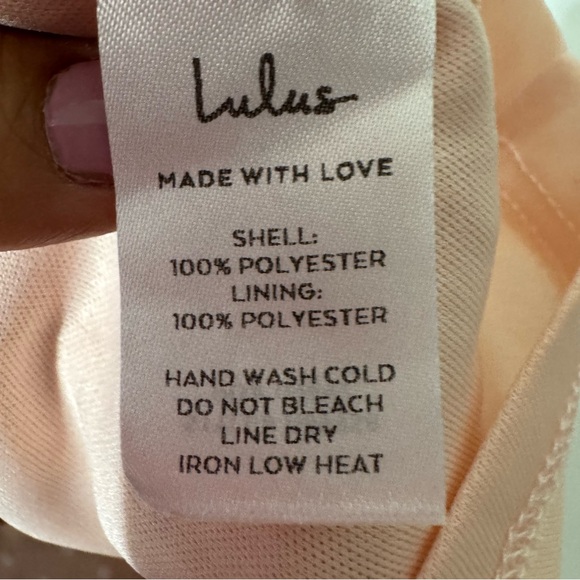 Lulus
MADE WITH LOVE
SHELL:
100% POLYESTER
LINING:
100% POLYESTER
HAND WASH COLD
DO NOT BLEACH
LINE DRY
IRON LOW HEAT